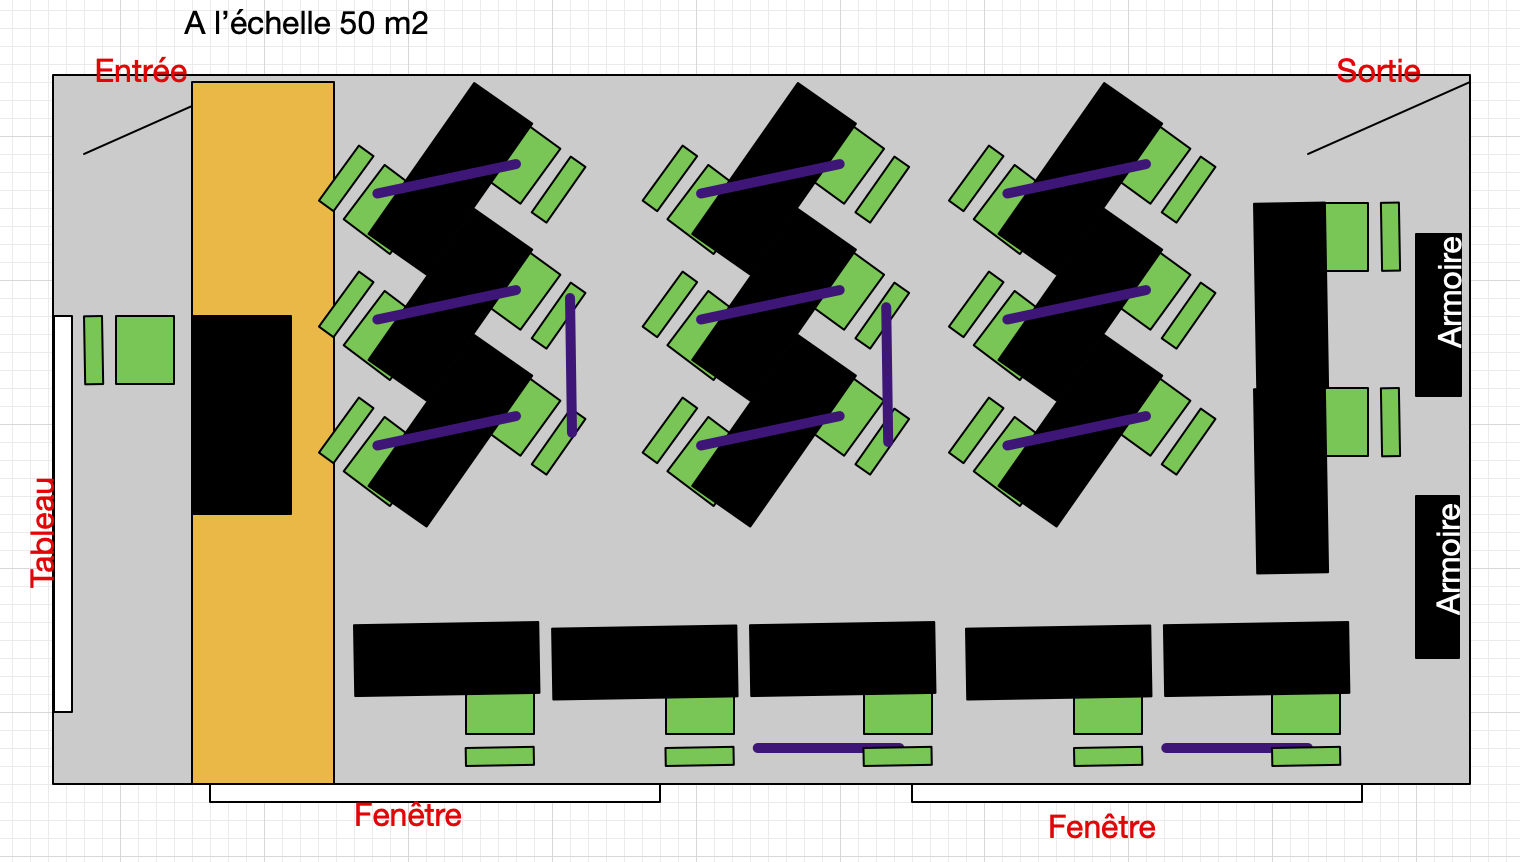 A l’échelle 50 m2
Entrée
Sortie
Armoire
Tableau
Armoire
Fenêtre
Fenêtre